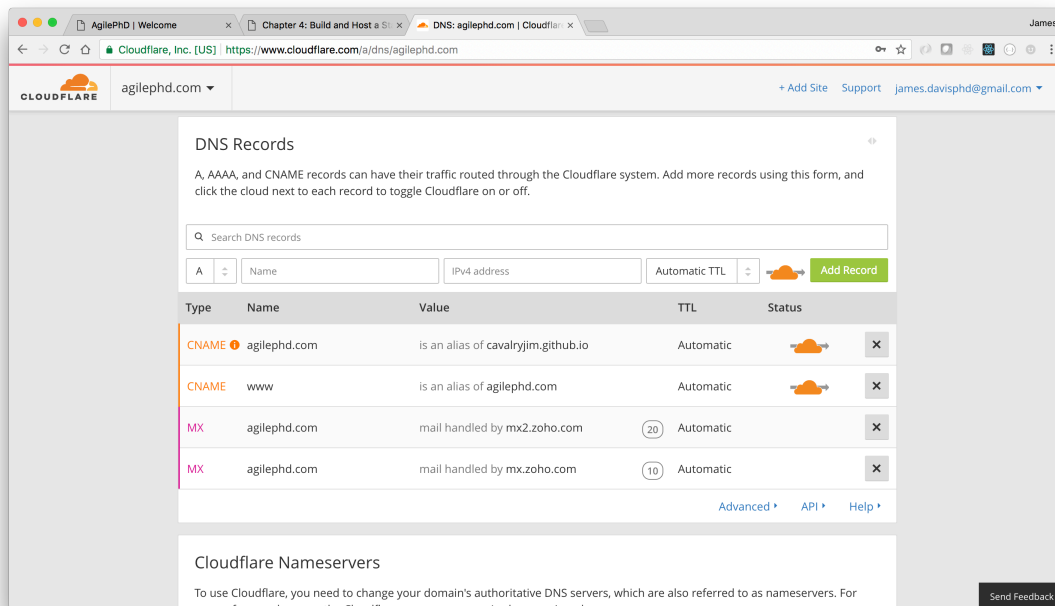 AgilePhD | Welcome
Chapter 4: Build and Host a St
DNS: agilephd.com | Cloudflar
James
Cloudflare, Inc. [US] | https://www.cloudflare.com/a/dns/agilephd.com
CLOUDFLARE
agilephd.com
+ Add Site Support james.davisphd@gmail.com
DNS Records
A, AAAA, and CNAME records can have their traffic routed through the Cloudflare system. Add more records using this form, and
click the cloud next to each record to toggle Cloudflare on or off.
Search DNS records
A Name IPv4 address Automatic TTL Add Record
Type Name Value TTL Status
CNAME agilephd.com is an alias of cavalryjim.github.io Automatic
CNAME www is an alias of agilephd.com Automatic
MX agilephd.com mail handled by mx2.zoho.com 20 Automatic
MX agilephd.com mail handled by mx.zoho.com 10 Automatic
Advanced API Help
Cloudflare Nameservers
To use Cloudflare, you need to change your domain's authoritative DNS servers, which are also referred to as nameservers. For
Send Feedback